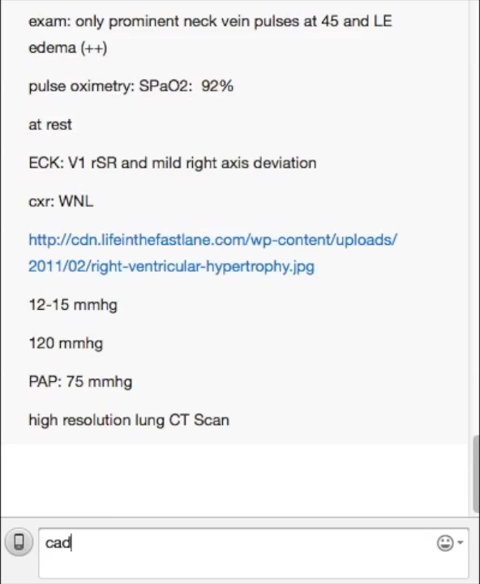 exam: only prominent neck vein pulses at 45 and LE
edema (++)
pulse oximetry: SPaO2:  92%
at rest
ECK: V1 rSR and mild right axis deviation
cxr: WNL
http://cdn.lifeinthefastlane.com/wp-content/uploads/
2011/02/right-ventricular-hypertrophy.jpg
12-15 mmhg
120 mmhg
PAP: 75 mmhg
high resolution lung CT Scan
cad